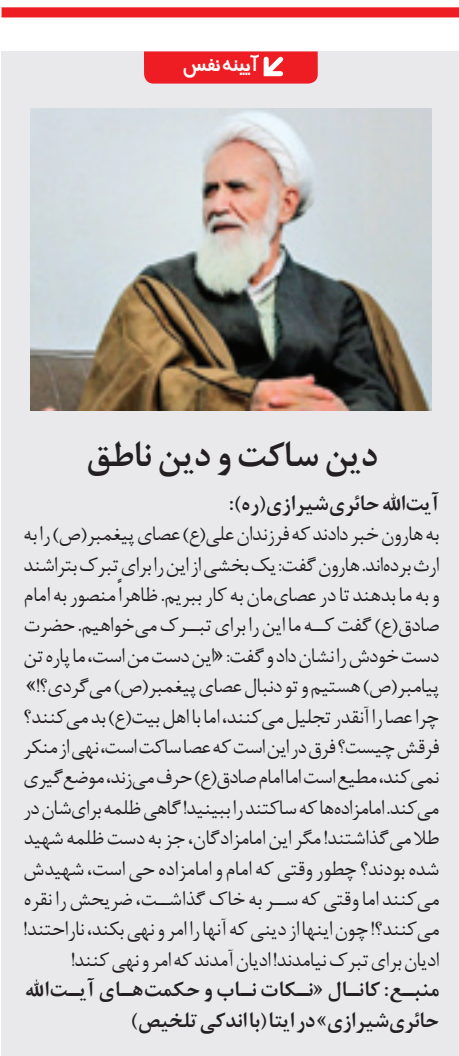 آیینه نفس
دین ساکت و دین ناطق
آیت‌الله حائری‌شیرازی(ره):
به هارون خبر دادند که فرزندان علی(ع) عصای پیغمبر(ص) را به
ارث برده‌اند. هارون گفت: یک بخشی از این را برای تبرک بتراشند
و به ما بدهند تا در عصای‌مان به کار ببریم. ظاهراً منصور به امام
صادق(ع) گفت کـه ما این را برای تبـرک می‌خواهیم. حضرت
دست خودش را نشان داد و گفت: «این دست من است، ما پاره تن
پیامبر(ص) هستیم و تو دنبال عصای پیغمبر(ص) می‌گردی؟!»
چرا عصا را آنقدر تجلیل می‌کنند، اما با اهل بیت(ع) بد می‌کنند؟
فرقش چیست؟ فرق در این است که عصا ساکت است، نهی از منکر
نمی‌کند، مطیع است اما امام صادق(ع) حرف می‌زند، موضع‌گیری
می‌کند. امامزاده‌ها که ساکتند را ببینید! گاهی ظلمه برای‌شان در
طلا می‌گذاشتند! مگر این امامزادگان، جز به دست ظلمه شهید
شده بودند؟ چطور وقتی که امام و امامزاده حی است، شهیدش
می‌کنند اما وقتی که سـر به خاک گذاشـت، ضریحش را نقره
می‌کنند؟! چون اینها از دینی که آنها را امر و نهی بکند، ناراحتند!
ادیان برای تبرک نیامدند! ادیان آمدند که امر و نهی کنند!
منبـع: کانـال «نـکات نـاب و حکمت‌هـای آیـت‌الله
حائری‌شیرازی» در ایتا (با اندکی تلخیص)